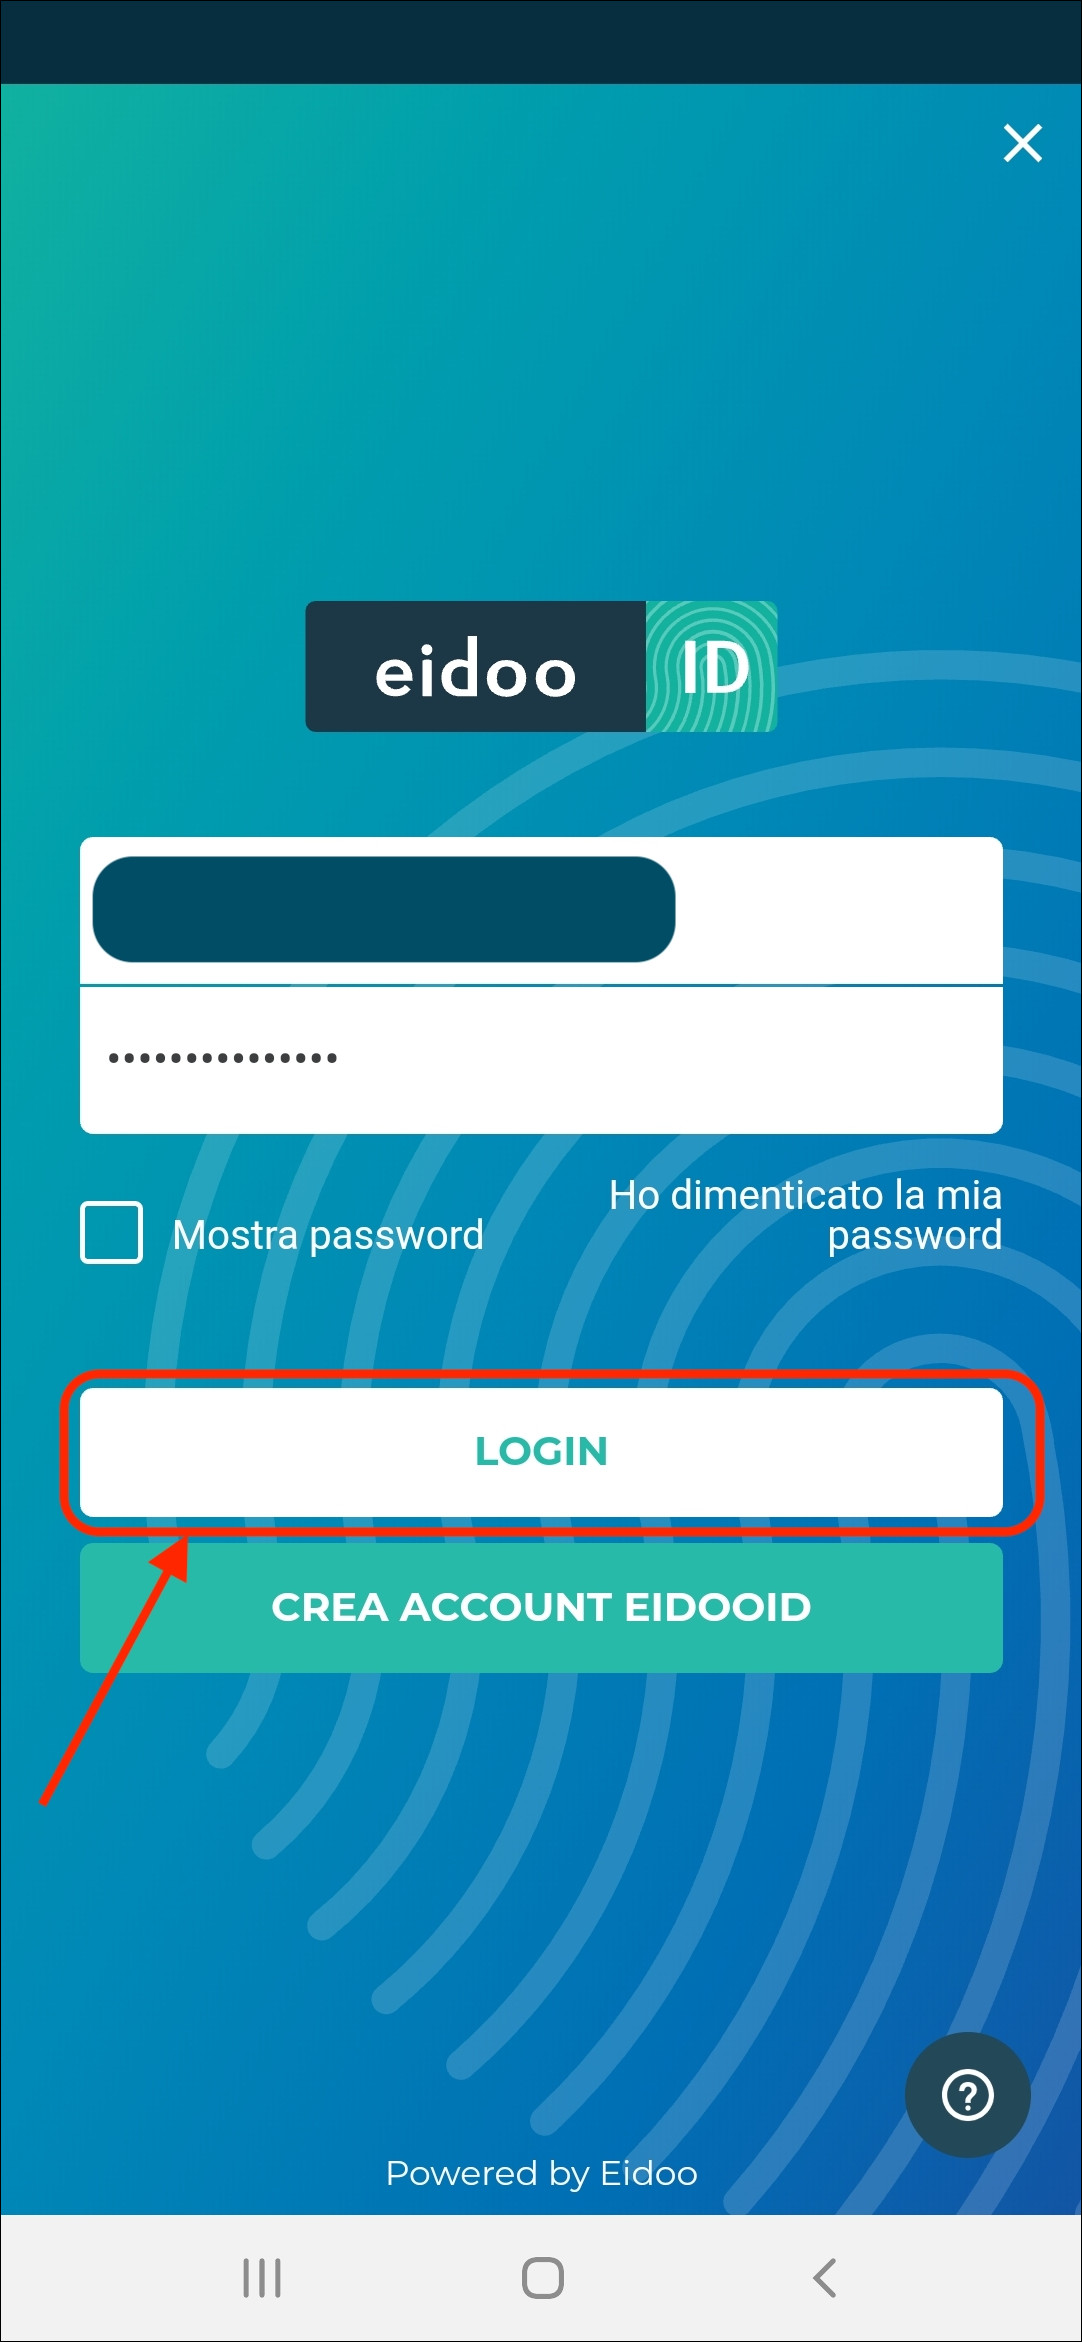 eidoo ID
•••••••••••••••
Mostra password
Ho dimenticato la mia
password
LOGIN
CREA ACCOUNT EIDOOID
?
Powered by Eidoo